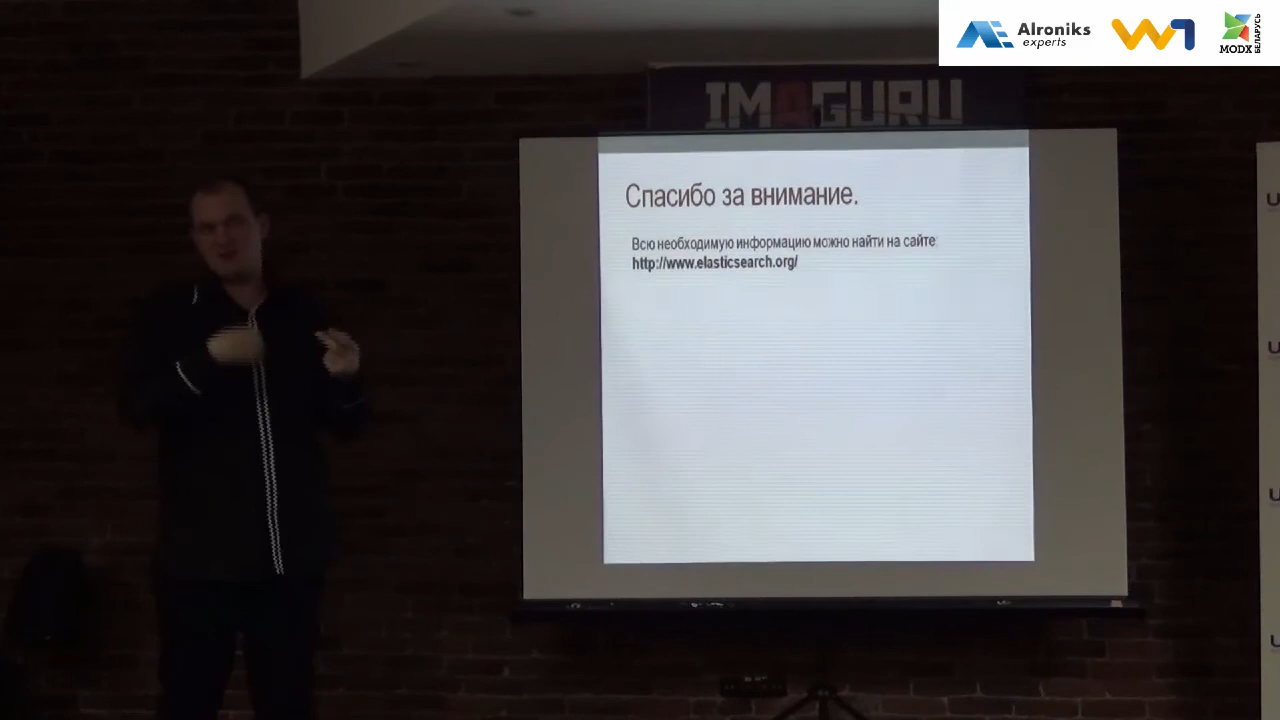 Alroniks
experts
MODX
БЕЛАРУСЬ
IMAGURU
Спасибо за внимание.
Всю необходимую информацию можно найти на сайте:
http://www.elasticsearch.org/